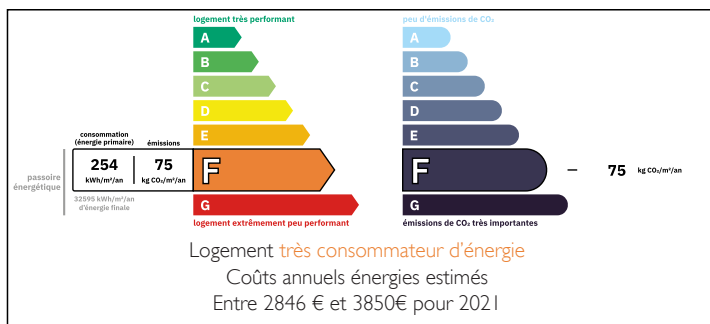 logement très performant
A
B
C
D
E
consommation
(énergie primaire)
émissions
passoire
énergétique
254
kWh/m²/an
75
kg CO₂/m²/an
F
32595 kWh/m²/an
d'énergie finale
G
logement extrêmement peu performant
peu d'émissions de CO₂
A
B
C
D
E
F
75 kg CO₂/m²/an
G
émissions de CO₂ très importantes
Logement très consommateur d'énergie
Coûts annuels énergies estimés
Entre 2846 € et 3850€ pour 2021